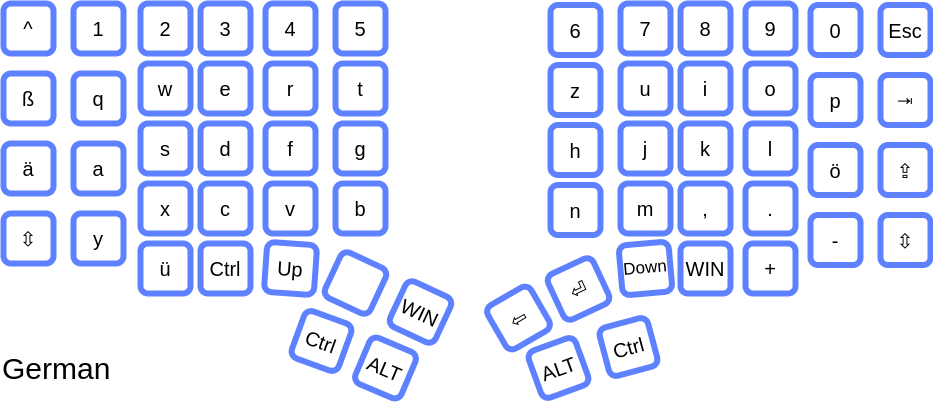 ^ 1 2 3 4 5 6 7 8 9 0 Esc
ß q w e r t z u i o p ⇥
ä a s d f g h j k l ö ⇪
⇳ y x c v b n m , . - ⇳
ü Ctrl Up WIN ⇦ ⏎ Down WIN +
Ctrl ALT ALT Ctrl
German